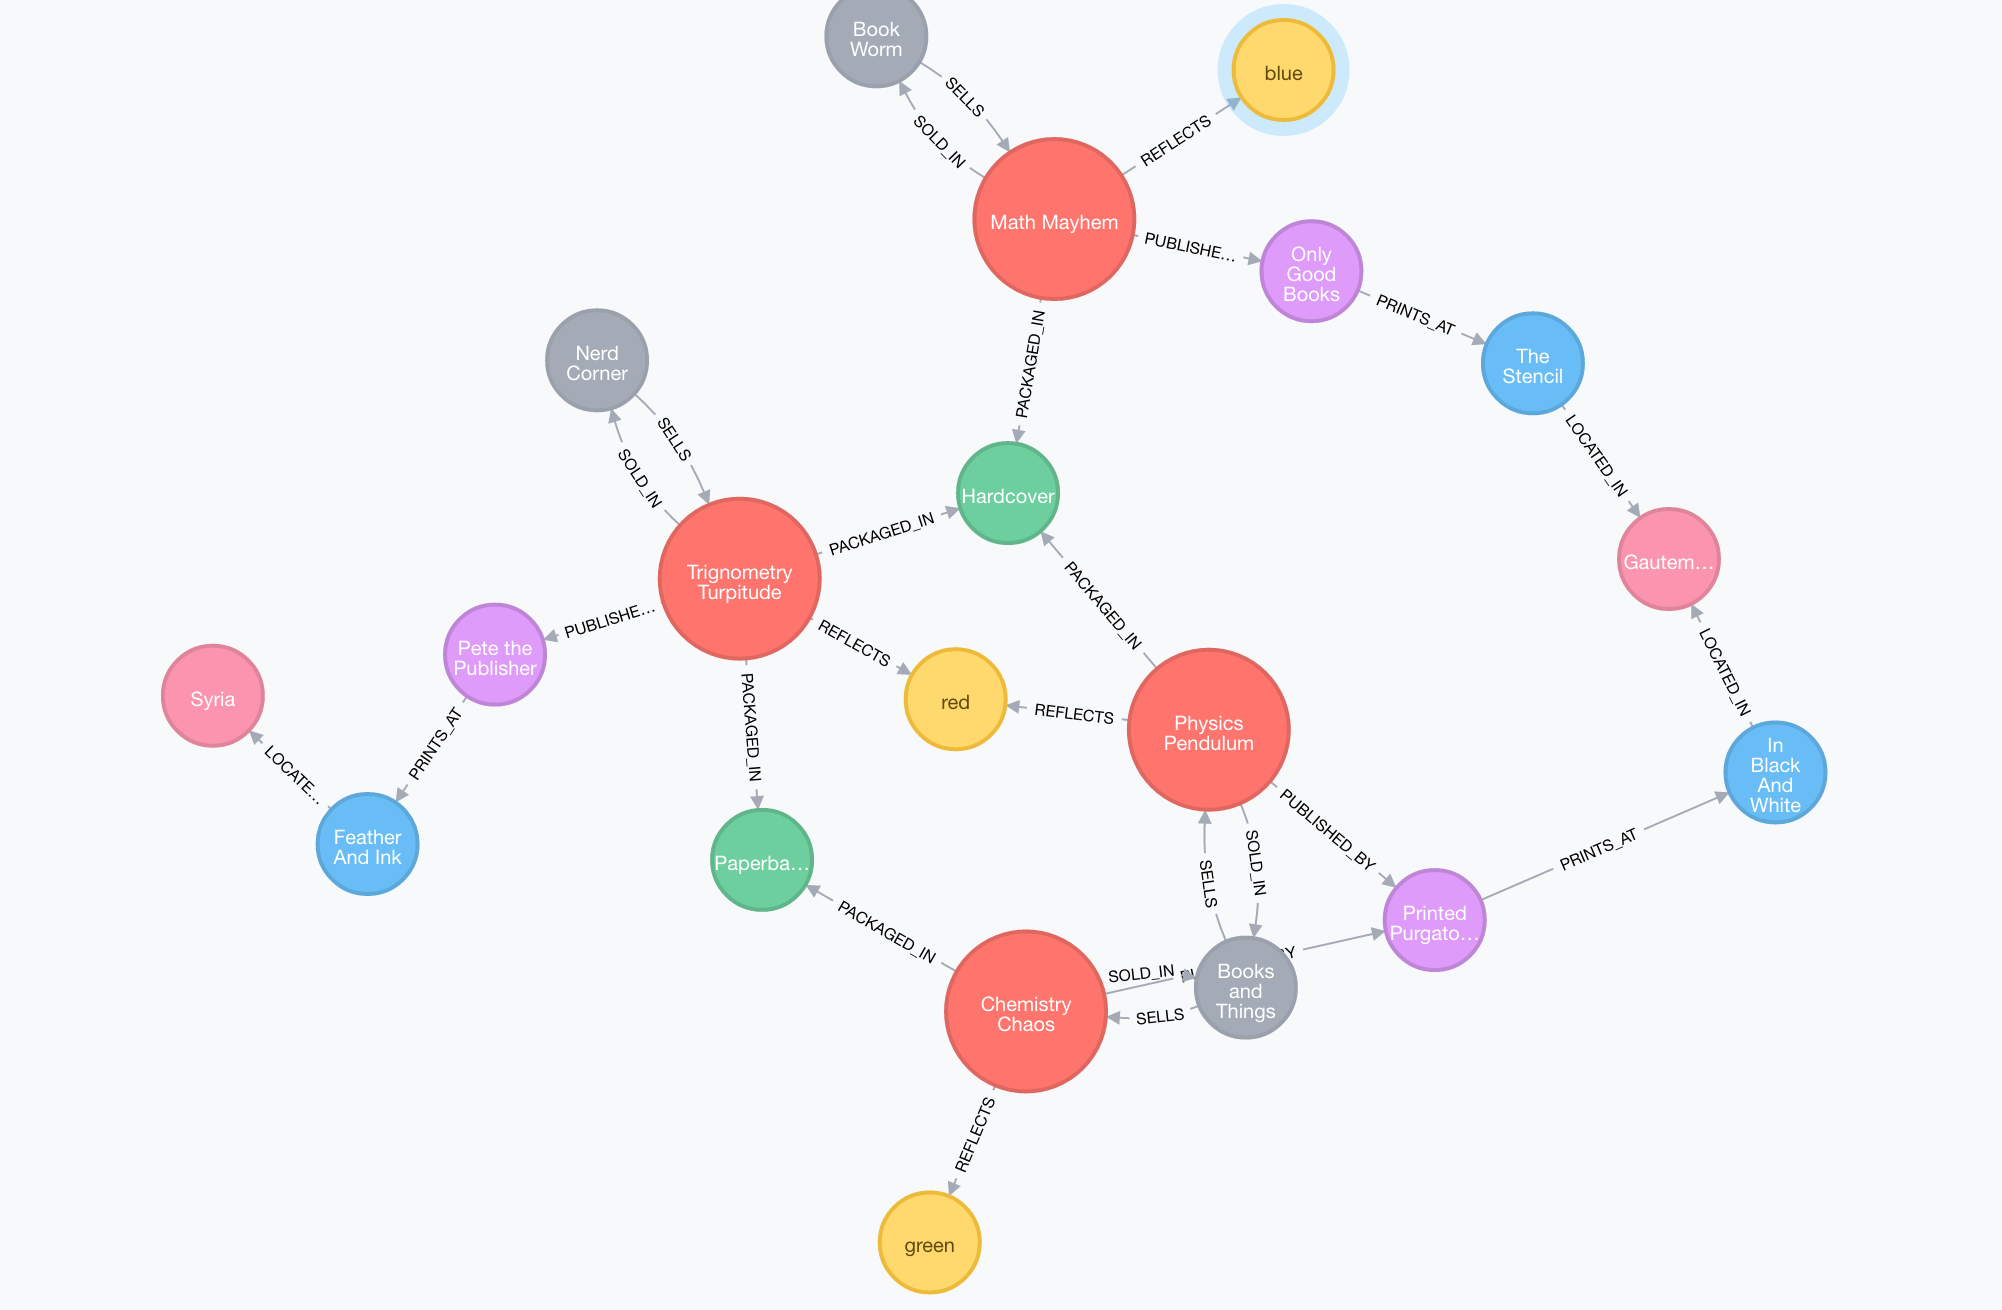 Book
Worm
blue
SELLS
SOLD_IN
REFLECTS
Math Mayhem
PUBLISHE...
Only
Good
Books
PRINTS_AT
The
Stencil
PACKAGED_IN
Nerd
Corner
SELLS
SOLD_IN
LOCATED_IN
Hardcover
PACKAGED_IN
Gautem...
Trignometry
Turpitude
PACKAGED_IN
PUBLISHE...
REFLECTS
LOCATED_IN
Pete the
Publisher
Syria
red
REFLECTS
Physics
Pendulum
PACKAGED_IN
PRINTS_AT
LOCATE...
In
Black
And
White
Feather
And Ink
PUBLISHED_BY
SOLD_IN
SELLS
PRINTS_AT
Paperba...
PACKAGED_IN
Printed
Purgato...
SOLD_IN
BY
Books
and
Things
SELLS
Chemistry
Chaos
REFLECTS
green